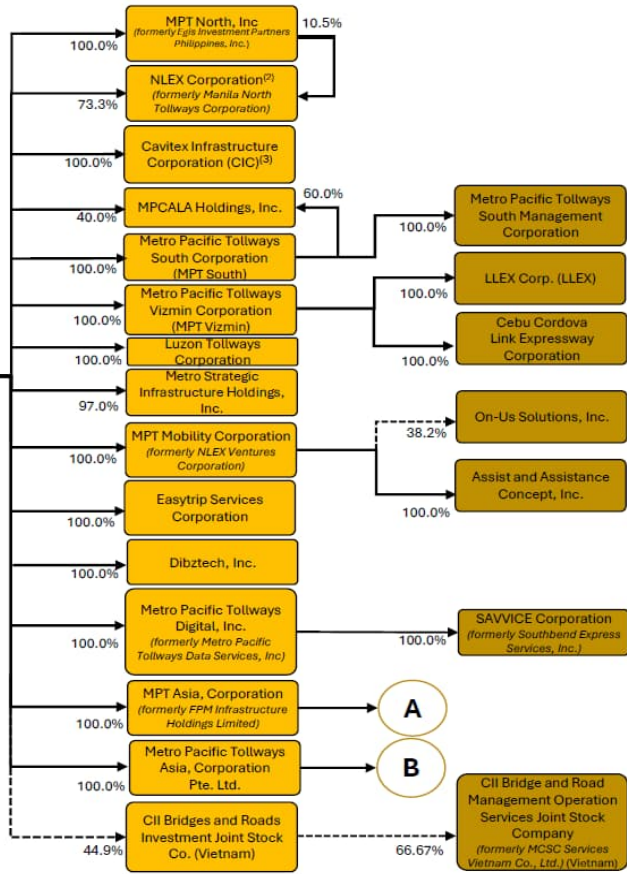 MPT North, Inc
(formerly Egis Investment Partners
Philippines, Inc.)
10.5%
100.0%
NLEX Corporation(2)
(formerly Manila North
Tollways Corporation)
73.3%
Cavitex Infrastructure
Corporation (CIC)(3)
100.0%
60.0%
MPCALA Holdings, Inc.
40.0%
Metro Pacific Tollways
South Management
Corporation
100.0%
Metro Pacific Tollways
South Corporation
(MPT South)
100.0%
LLEX Corp. (LLEX)
100.0%
Metro Pacific Tollways
Vizmin Corporation
(MPT Vizmin)
100.0%
Cebu Cordova
Link Expressway
Corporation
100.0%
Luzon Tollways
Corporation
100.0%
Metro Strategic
Infrastructure Holdings,
Inc.
97.0%
On-Us Solutions, Inc.
38.2%
MPT Mobility Corporation
(formerly NLEX Ventures
Corporation)
100.0%
Assist and Assistance
Concept, Inc.
100.0%
Easytrip Services
Corporation
100.0%
Dibztech, Inc.
100.0%
Metro Pacific Tollways
Digital, Inc.
(formerly Metro Pacific
Tollways Data Services, Inc)
100.0%
SAVVICE Corporation
(formerly Southbend Express
Services, Inc.)
100.0%
MPT Asia, Corporation
(formerly FPM Infrastructure
Holdings Limited)
100.0%
A
Metro Pacific Tollways
Asia, Corporation
Pte. Ltd.
100.0%
B
CII Bridges and Roads
Investment Joint Stock
Co. (Vietnam)
44.9%
CII Bridge and Road
Management Operation
Services Joint Stock
Company
(formerly MCSC Services
Vietnam Co., Ltd.) (Vietnam)
66.67%